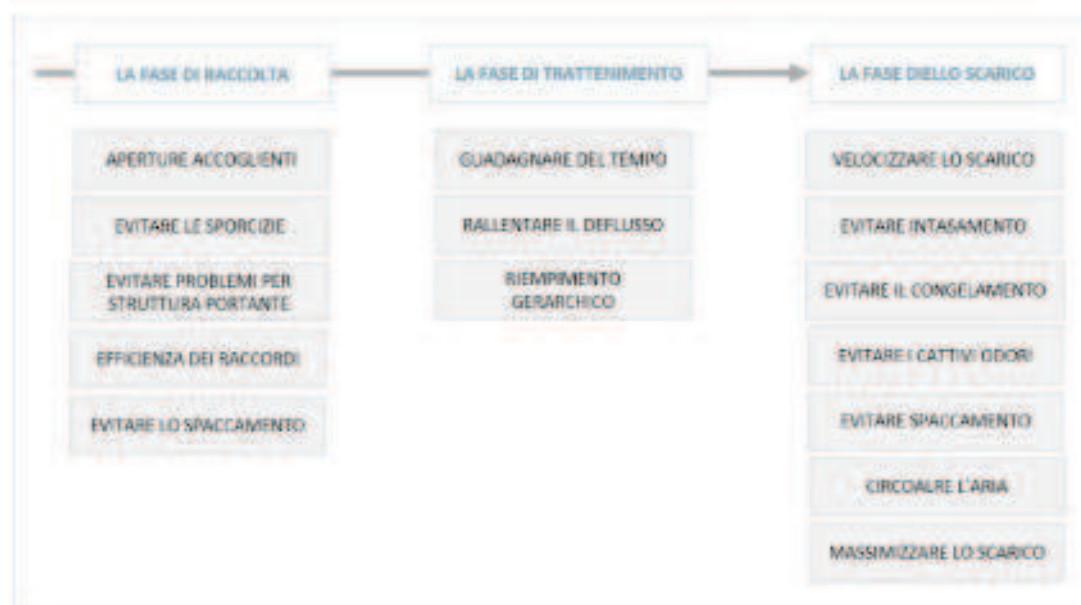 LA FASE DI RACCOLTA
APERTURE ACCOGLIENTI
EVITARE LE SPORCIZIE
EVITARE PROBLEMI PER
STRUTTURA PORTANTE
EFFICIENZA DEI RACCORDI
EVITARE LO SPACCAMENTO
LA FASE DI TRATTENIMENTO
GUADAGNARE DEL TEMPO
RALLENTARE IL DEFLUSSO
RIEMPIMENTO
GERARCHICO
LA FASE DIELLO SCARICO
VELOCIZZARE LO SCARICO
EVITARE INTASAMENTO
EVITARE IL CONGELAMENTO
EVITARE I CATTIVI ODORI
EVITARE SPACCAMENTO
CIRCOALRE L'ARIA
MASSIMIZZARE LO SCARICO